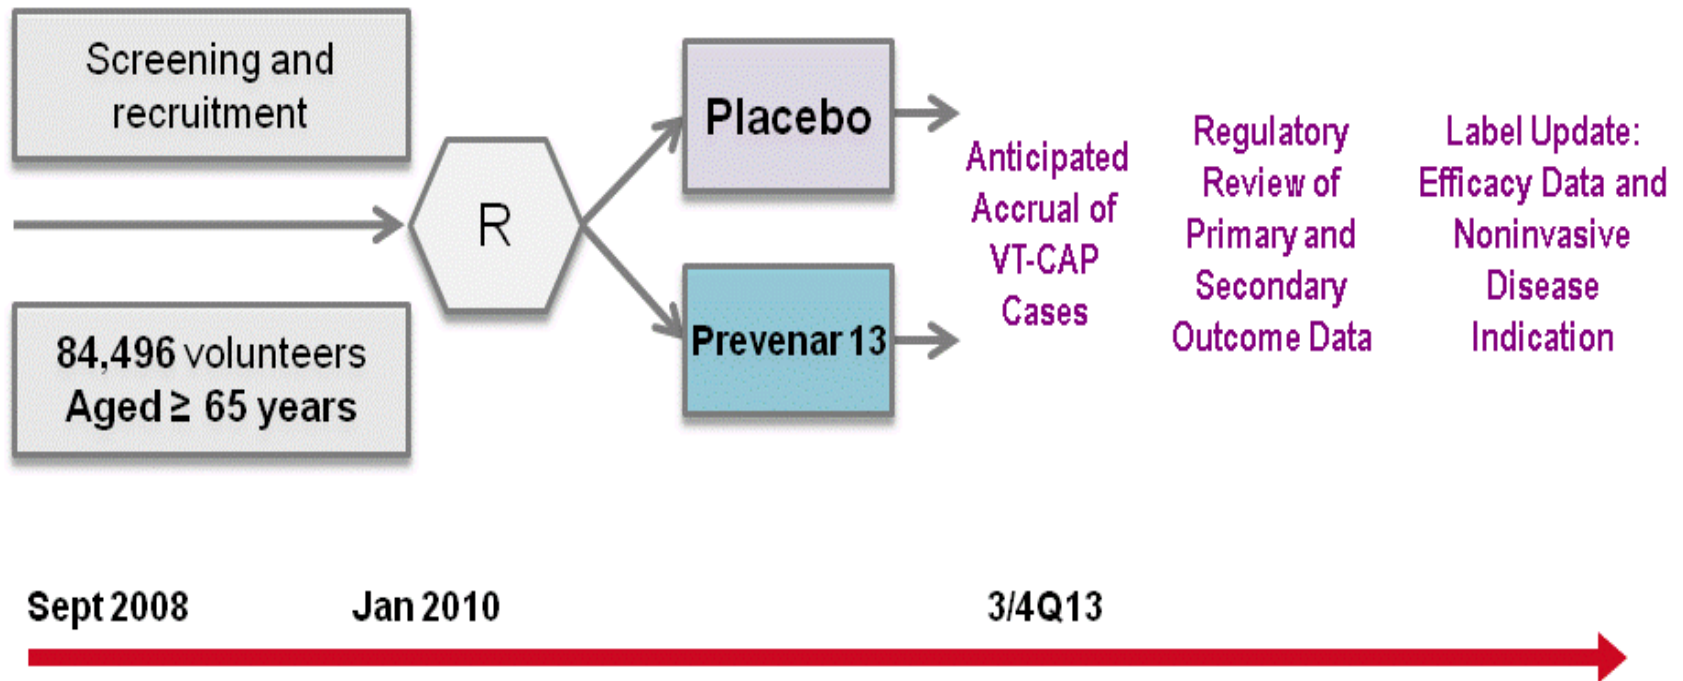 Screening and
recruitment
84,496 volunteers
Aged ≥ 65 years
R
Placebo
Prevenar 13
Anticipated
Accrual of
VT-CAP
Cases
Regulatory
Review of
Primary and
Secondary
Outcome Data
Label Update:
Efficacy Data and
Noninvasive
Disease
Indication
Sept 2008
Jan 2010
3/4Q13